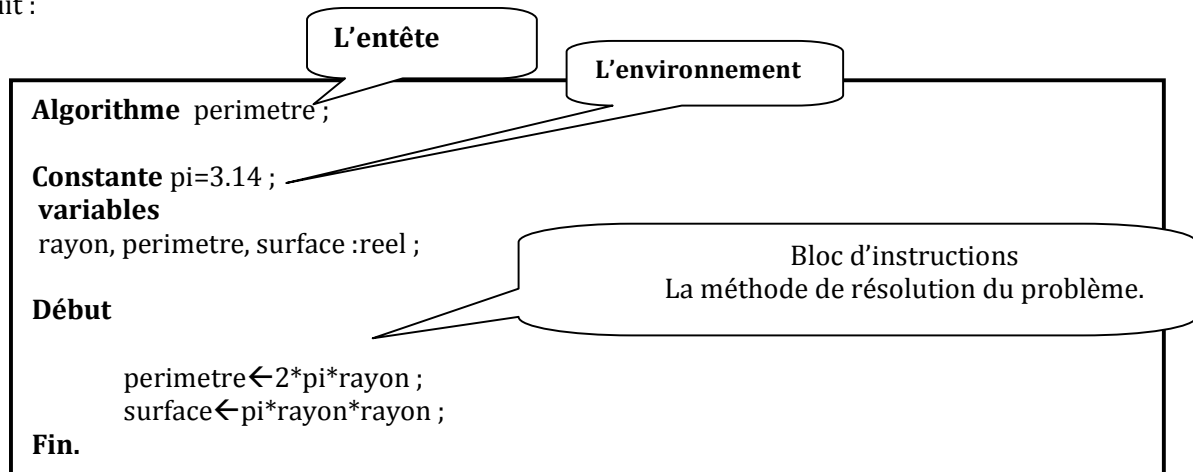 L'entête
L'environnement
Algorithme perimetre ;
Constante pi=3.14 ;
variables
rayon, perimetre, surface :reel ;
Bloc d'instructions
La méthode de résolution du problème.
Début
perimetre←2*pi*rayon ;
surface←pi*rayon*rayon ;
Fin.